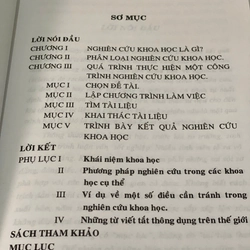 SƠ MỤC
LỜI NÓI ĐẦU
CHƯƠNG I NGHIÊN CỨU KHOA HỌC LÀ GÌ?
CHƯƠNG II PHÂN LOẠI NGHIÊN CỨU KHOA HỌC.
CHƯƠNG III QUÁ TRÌNH THỰC HIỆN MỘT CÔNG
TRÌNH NGHIÊN CỨU KHOA HỌC.
MỤC I CHỌN ĐỀ TÀI.
MỤC II LẬP CHƯƠNG TRÌNH LÀM VIỆC
MỤC III TÌM TÀI LIỆU
MỤC IV KHAI THÁC TÀI LIỆU
MỤC V TRÌNH BÀY KẾT QUẢ NGHIÊN CỨU
KHOA HỌC
LỜI KẾT
PHỤ LỤC I Khái niệm khoa học
II Phương pháp nghiên cứu trong các khoa
học cụ thể
III Ví dụ về một số điều cần tránh trong
nghiên cứu khoa học.
IV Những từ viết tắt thông dụng trên thế giới
SÁCH THAM KHẢO
MỤC LỤC